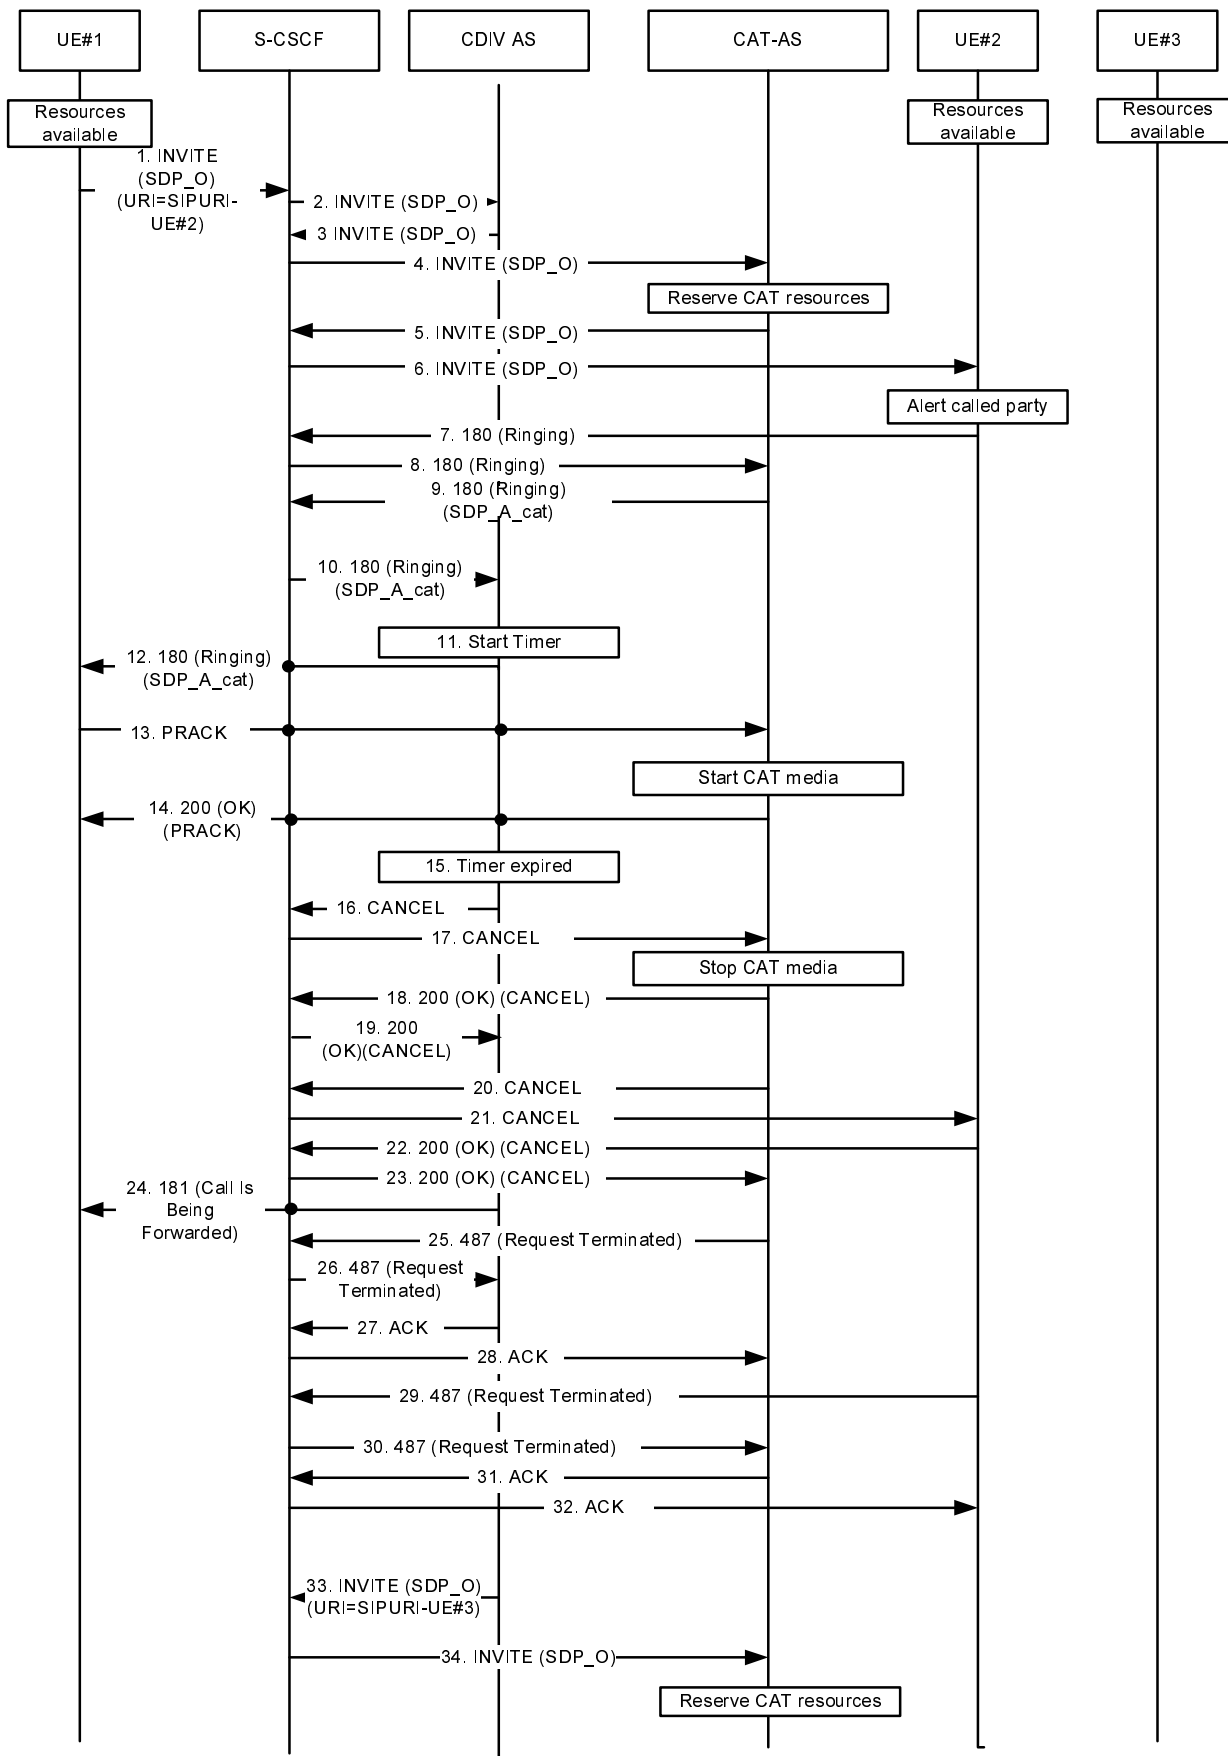 UE#1
S-CSCF
CDIV AS
CAT-AS
UE#2
UE#3
Resources
available
Resources
available
Resources
available
1. INVITE
(SDP_O)
(URI=SIPURI-
UE#2)
2. INVITE (SDP_O)
3 INVITE (SDP_O)
4. INVITE (SDP_O)
Reserve CAT resources
5. INVITE (SDP_O)
6. INVITE (SDP_O)
Alert called party
7. 180 (Ringing)
8. 180 (Ringing)
9. 180 (Ringing)
(SDP_A_cat)
10. 180 (Ringing)
(SDP_A_cat)
11. Start Timer
12. 180 (Ringing)
(SDP_A_cat)
13. PRACK
Start CAT media
14. 200 (OK)
(PRACK)
15. Timer expired
16. CANCEL
17. CANCEL
Stop CAT media
18. 200 (OK) (CANCEL)
19. 200
(OK)(CANCEL)
20. CANCEL
21. CANCEL
22. 200 (OK) (CANCEL)
23. 200 (OK) (CANCEL)
24. 181 (Call Is
Being
Forwarded)
25. 487 (Request Terminated)
26. 487 (Request
Terminated)
27. ACK
28. ACK
29. 487 (Request Terminated)
30. 487 (Request Terminated)
31. ACK
32. ACK
33. INVITE (SDP_O)
(URI=SIPURI-UE#3)
34. INVITE (SDP_O)
Reserve CAT resources